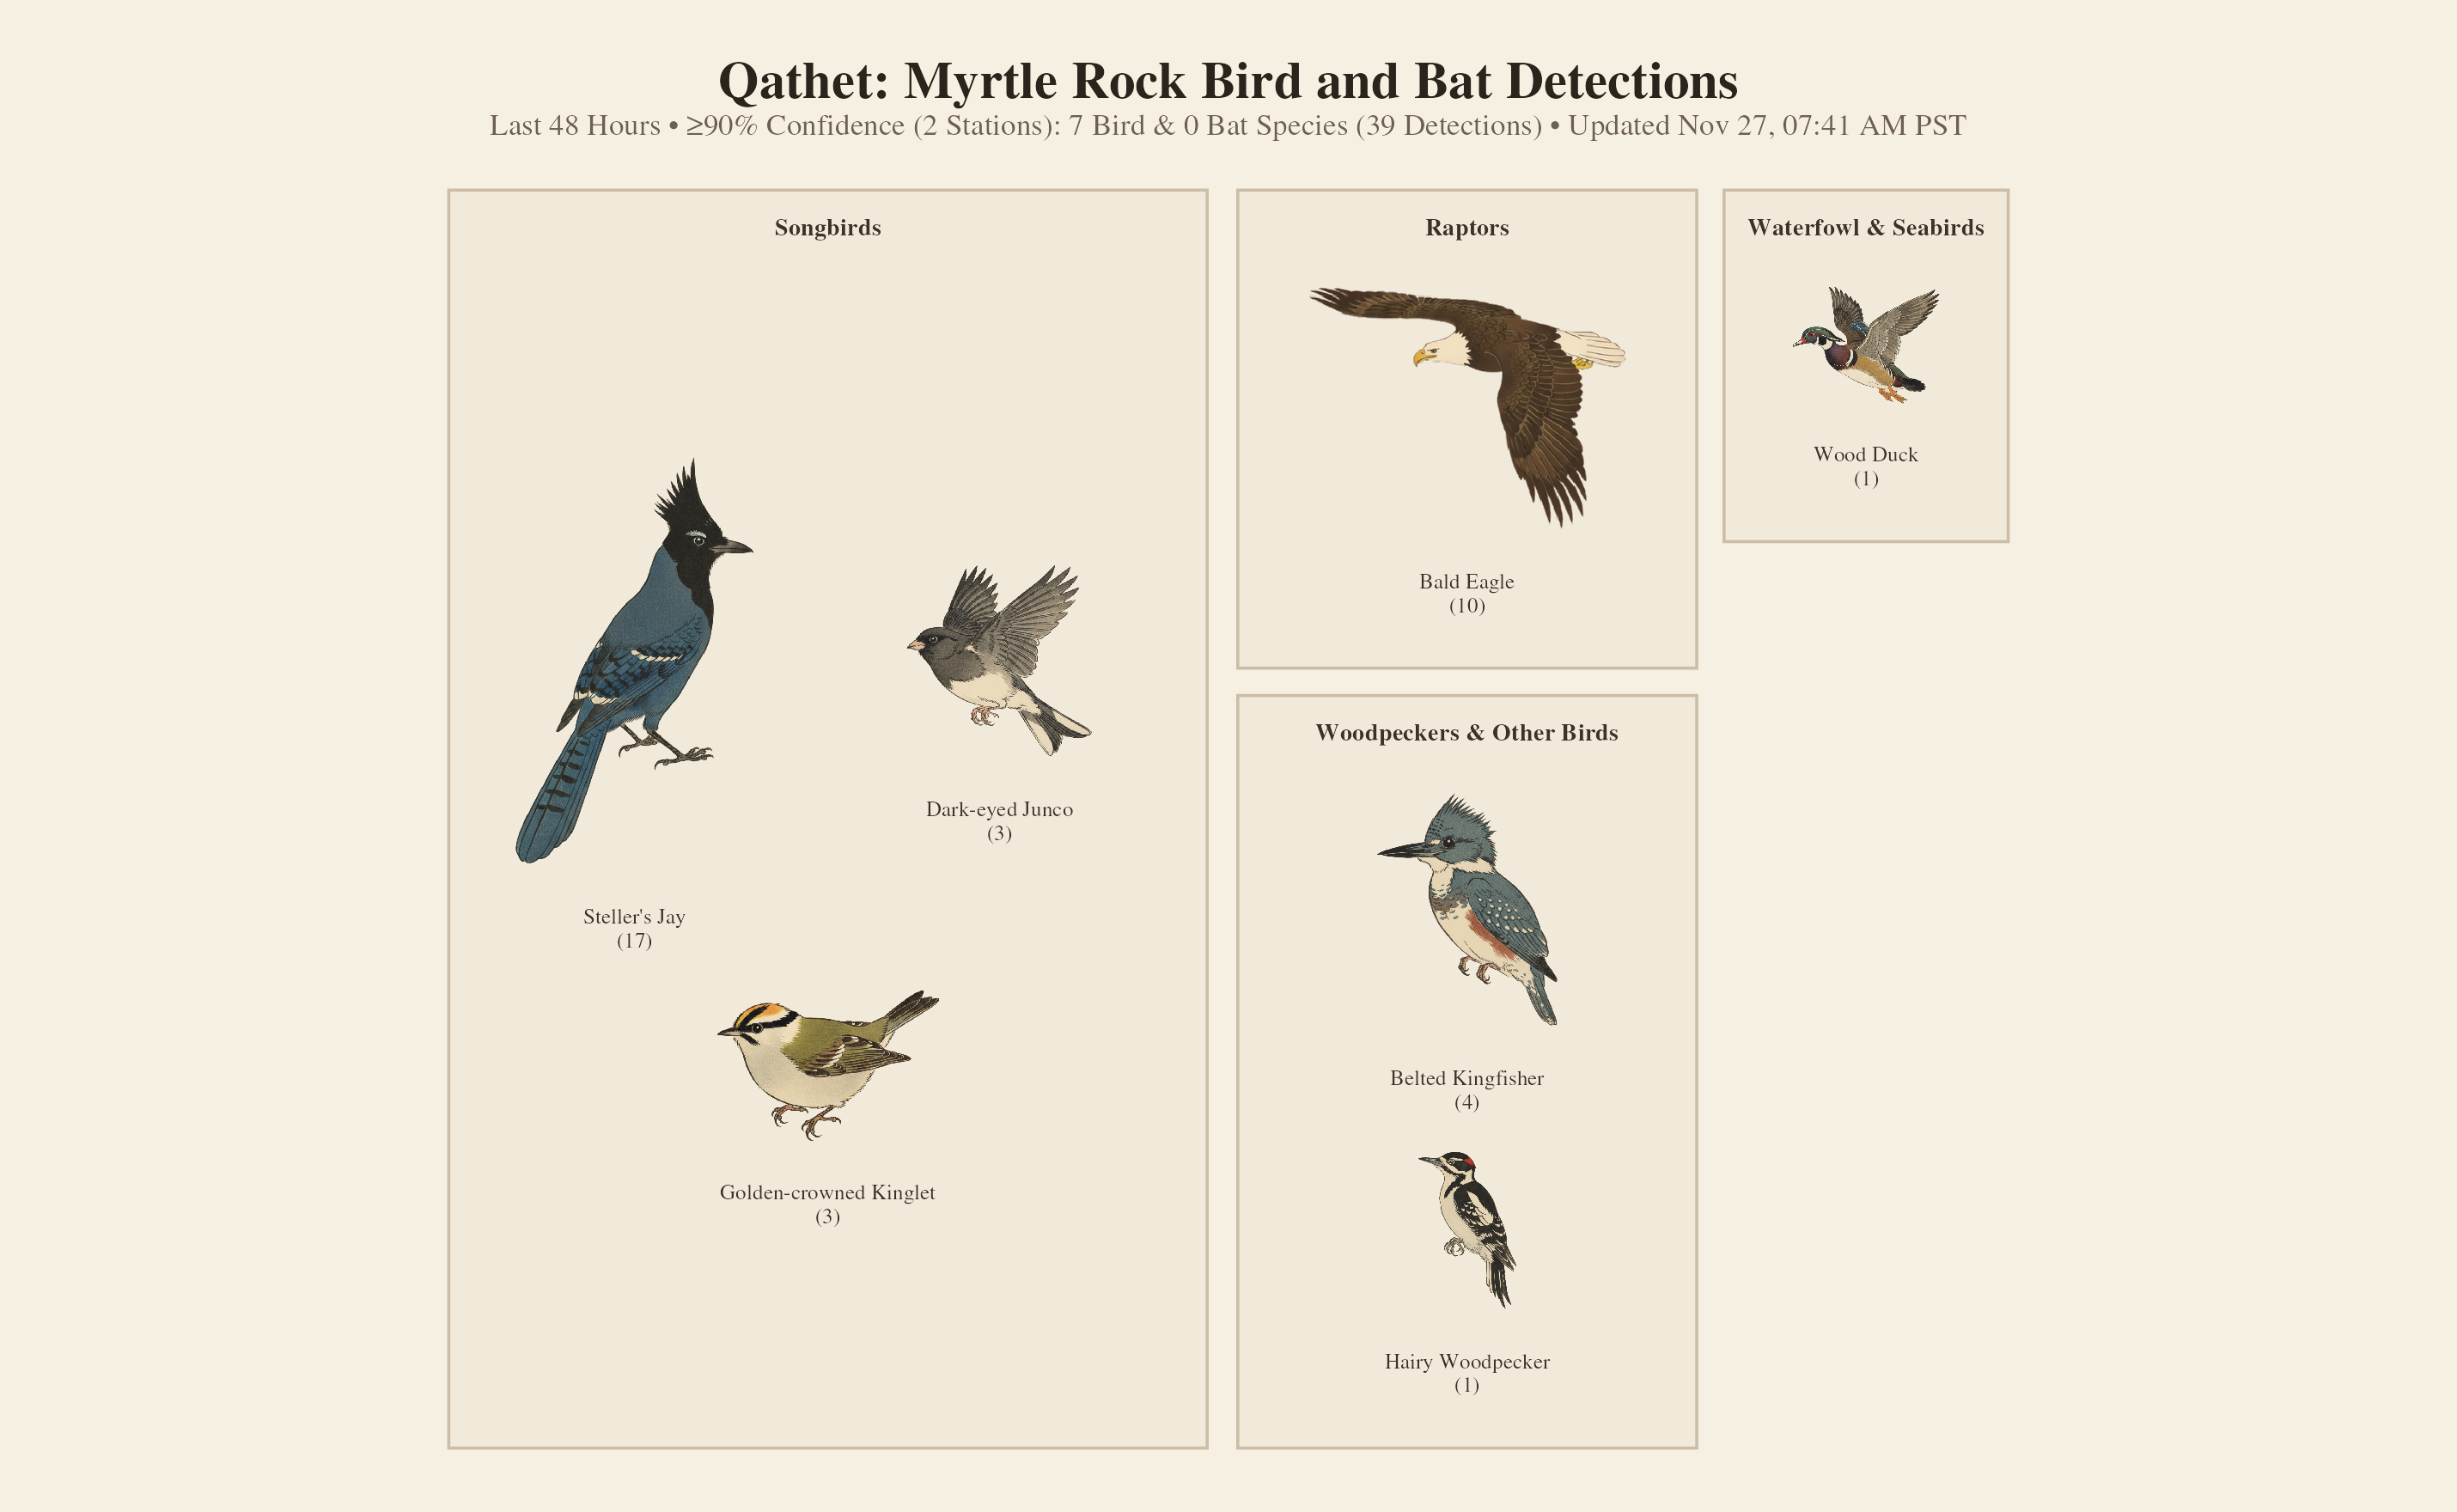 Qathet: Myrtle Rock Bird and Bat Detections
Last 48 Hours • ≥90% Confidence (2 Stations): 7 Bird & 0 Bat Species (39 Detections) • Updated Nov 27, 07:41 AM PST
Songbirds
Steller's Jay
(17)
Dark-eyed Junco
(3)
Golden-crowned Kinglet
(3)
Raptors
Bald Eagle
(10)
Woodpeckers & Other Birds
Belted Kingfisher
(4)
Hairy Woodpecker
(1)
Waterfowl & Seabirds
Wood Duck
(1)